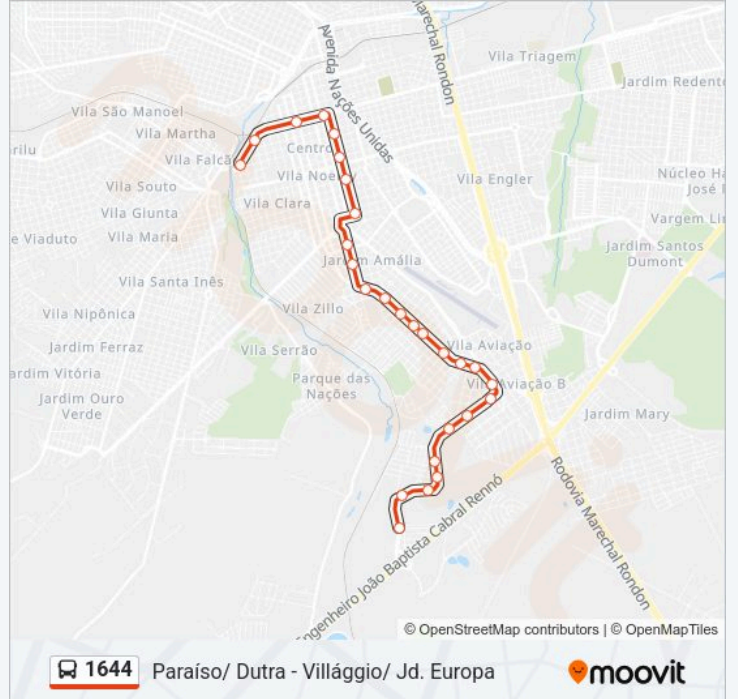 Marechal Rondon
Avenida Nações Unidas
Vila Triagem
Jardim Redento
Vila São Manoel
Vila Martha
Centro
Vila Falcão
Vila Noe
Vila Engler
Núcleo Ha
José I
Vila Souto
Vila Clara
Vila Giunta
Vargem Lim
e Viaduto
Vila Maria
Jardim Amália
Jardim Santos
Dumont
Vila Santa Inês
Vila Nipônica
Vila Zillo
Jardim Ferraz
Vila Serrão
Vila Aviação
ardim Vitória
Parque das
Nações
Vila Aviação B
Jardim Ouro
Verde
Jardim Mary
Rodovia Marechal Rondon
Engenheiro João Baptista Cabral Rennó
© OpenStreetMap contributors | © OpenMapTiles
1644 Paraíso/ Dutra - Villággio/ Jd. Europa
moovit